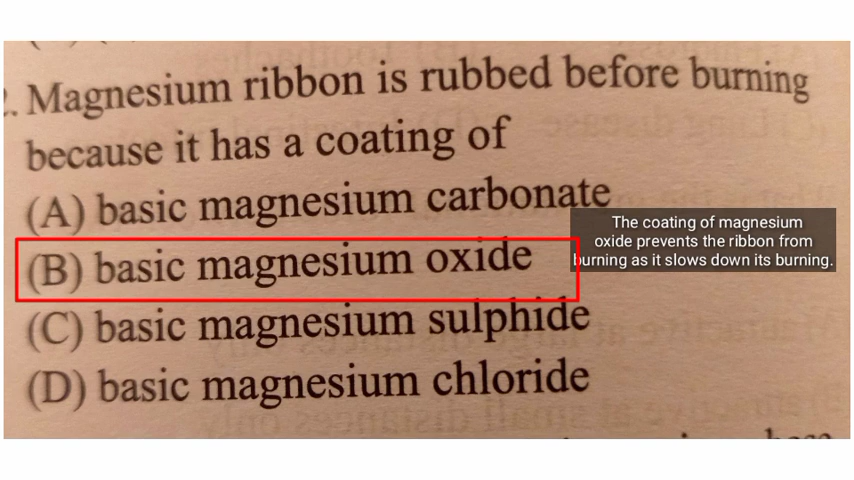 2. Magnesium ribbon is rubbed before burning
because it has a coating of
(A) basic magnesium carbonate
(B) basic magnesium oxide
(C) basic magnesium sulphide
(D) basic magnesium chloride
The coating of magnesium
oxide prevents the ribbon from
burning as it slows down its burning.